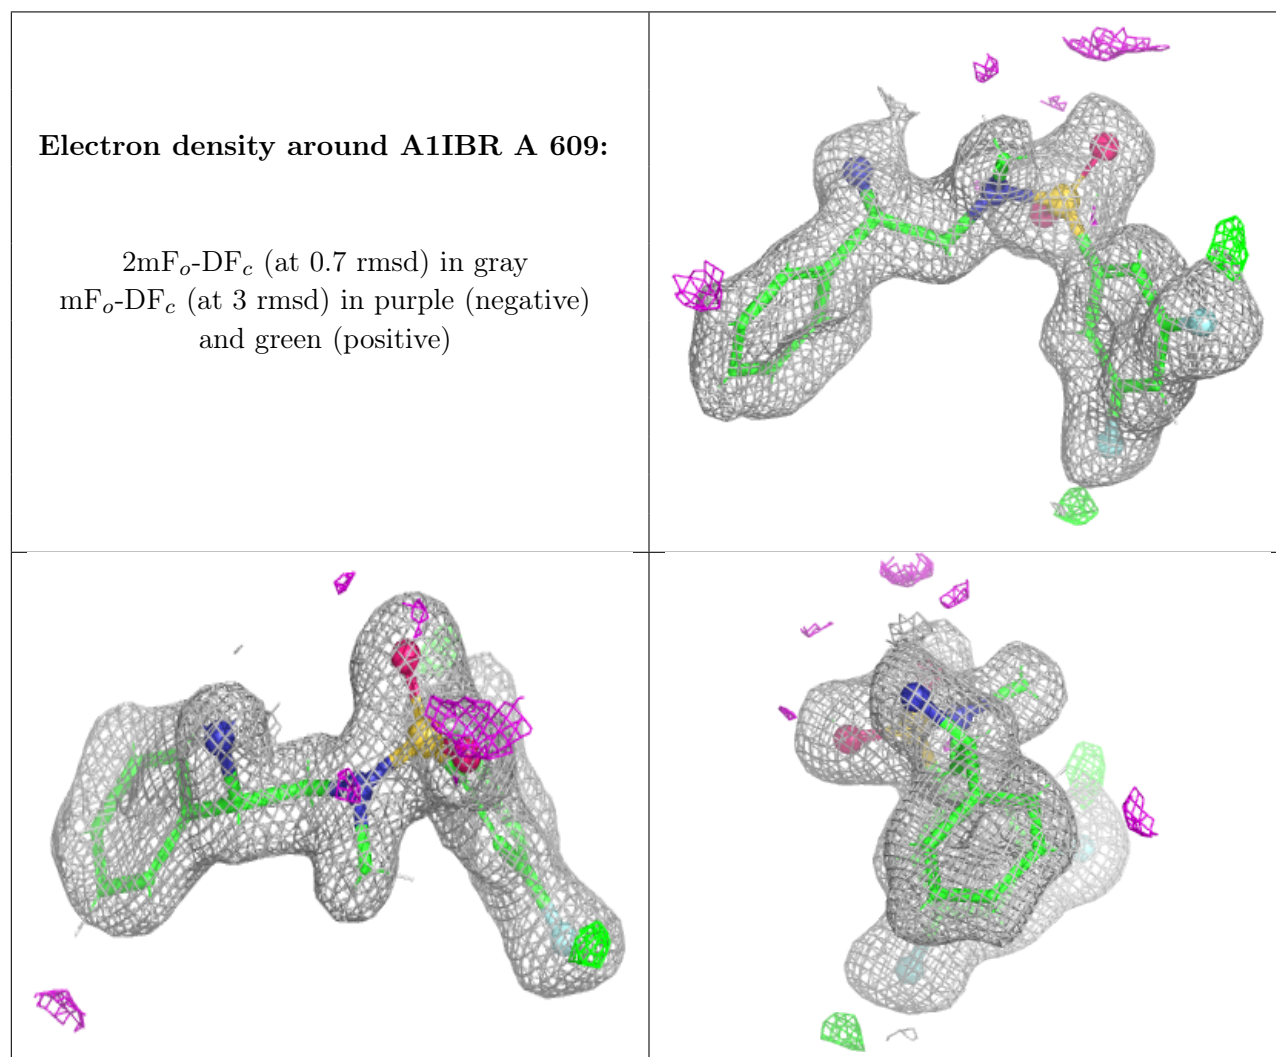 Electron density around A1IBR A 609:
2mFo-DFc (at 0.7 rmsd) in gray
mFo-DFc (at 3 rmsd) in purple (negative)
and green (positive)